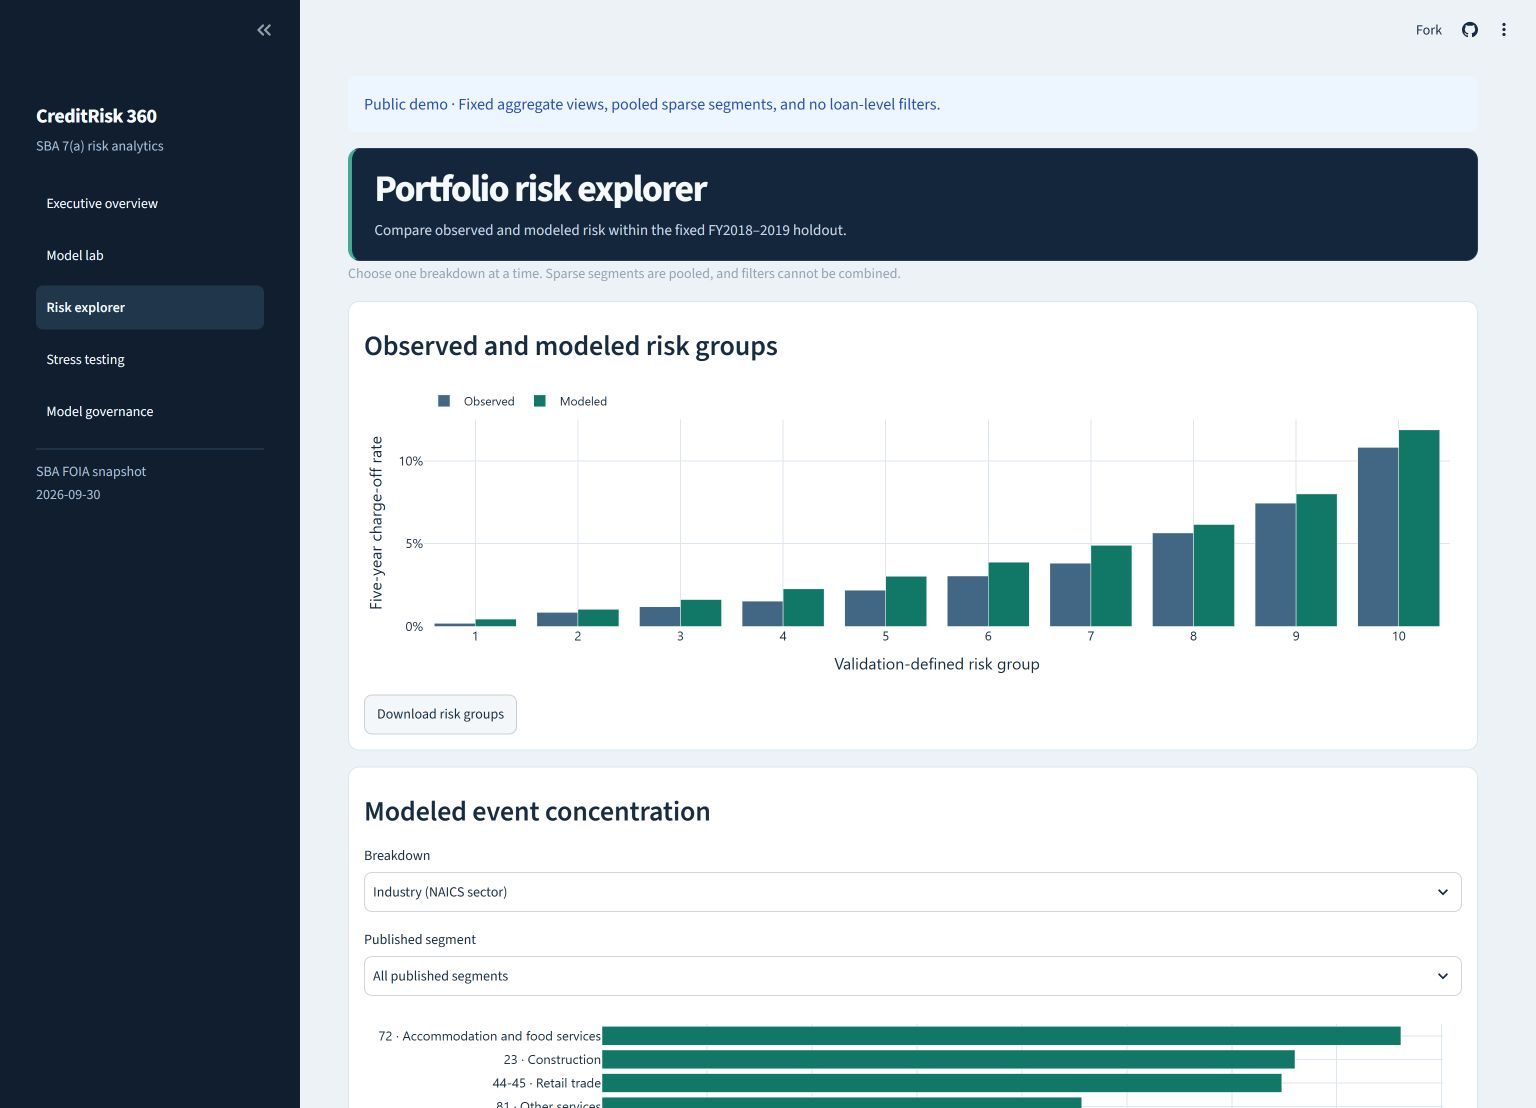 Fork
CreditRisk 360
SBA 7(a) risk analytics
Executive overview
Model lab
Risk explorer
Stress testing
Model governance
SBA FOIA snapshot
2026-09-30
Public demo · Fixed aggregate views, pooled sparse segments, and no loan-level filters.
Portfolio risk explorer
Compare observed and modeled risk within the fixed FY2018–2019 holdout.
Choose one breakdown at a time. Sparse segments are pooled, and filters cannot be combined.
Observed and modeled risk groups
Observed Modeled
Five-year charge-off rate
10%
5%
0%
1 2 3 4 5 6 7 8 9 10
Validation-defined risk group
Download risk groups
Modeled event concentration
Breakdown
Industry (NAICS sector)
Published segment
All published segments
72 · Accommodation and food services
23 · Construction
44-45 · Retail trade
81 · Other services